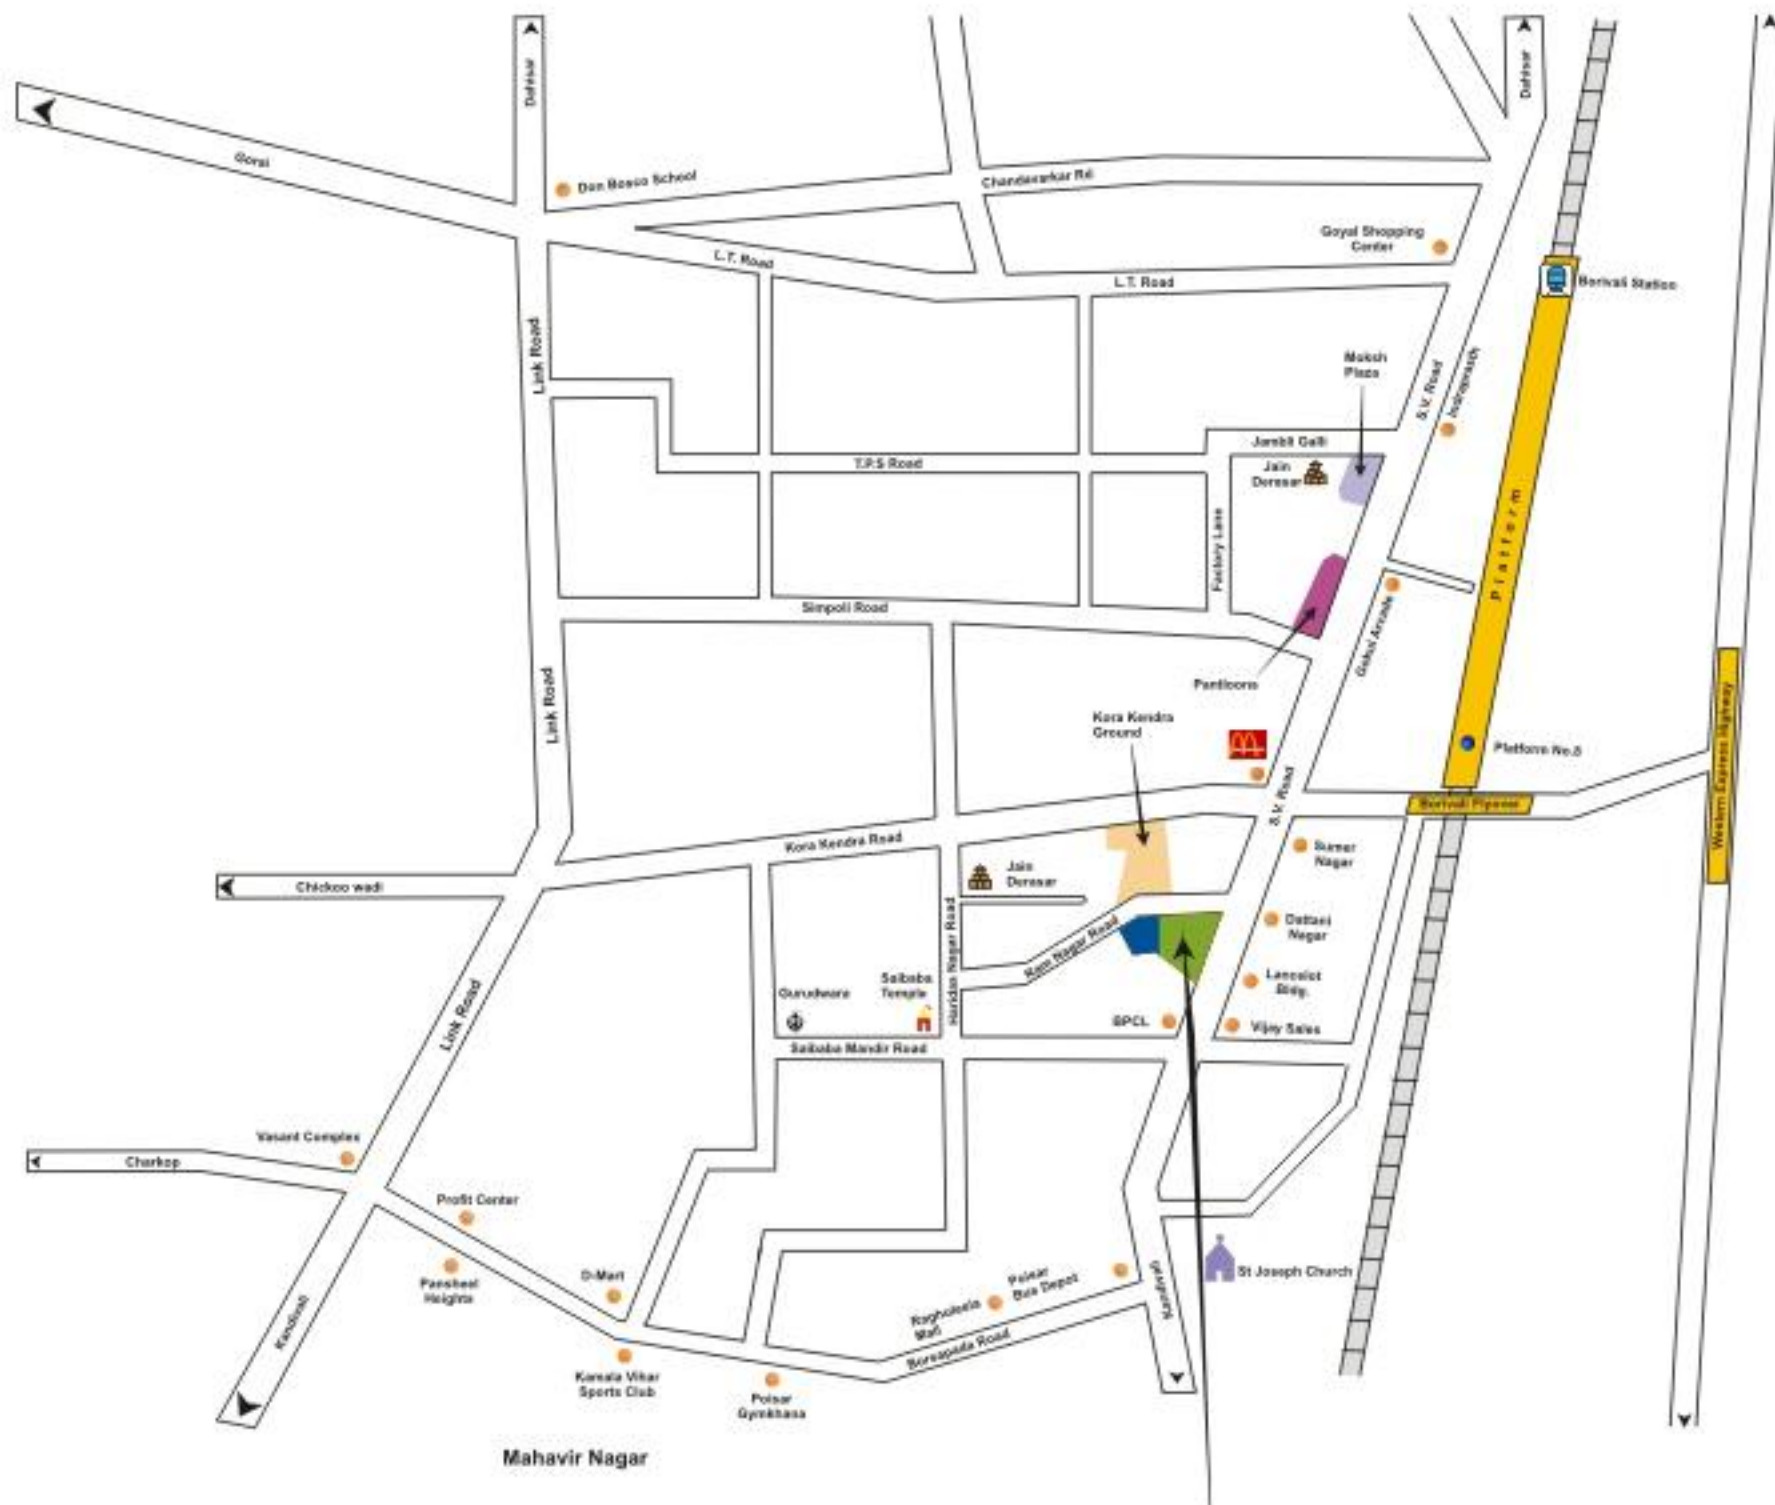 Dahisar
Dahisar
Gorai
Don Bosco School
Chandavarkar Rd
Goyal Shopping
Center
L.T. Road
L.T. Road
Borivali Station
Link Road
Moksh
Plaza
S.V. Road
Indraprasth
Jambli Galli
T.P.S Road
Jain
Derasar
Platform
Factory Lane
Simpoli Road
Gokul Arcade
Link Road
Pantloons
Kora Kendra
Ground
Western Express Highway
Platform No.8
S.V. Road
Borivali Flyover
Kora Kendra Road
Sumer
Nagar
Chickoo wadi
Jain
Derasar
Haridas Nagar Road
Ram Nagar Road
Dattani
Nagar
Link Road
Gurudwara
Saibaba
Temple
Lancelot
Bldg.
BPCL
Vijay Sales
Saibaba Mandir Road
Vasant Complex
Charkop
Profit Center
Pansheel
Heights
D-Mart
Poisar
Bus Depot
Kandivali
St Joseph Church
Kandivali
Ragholeela
Mall
Borsapada Road
Kamala Vihar
Sports Club
Poisar
Gymkhana
Mahavir Nagar